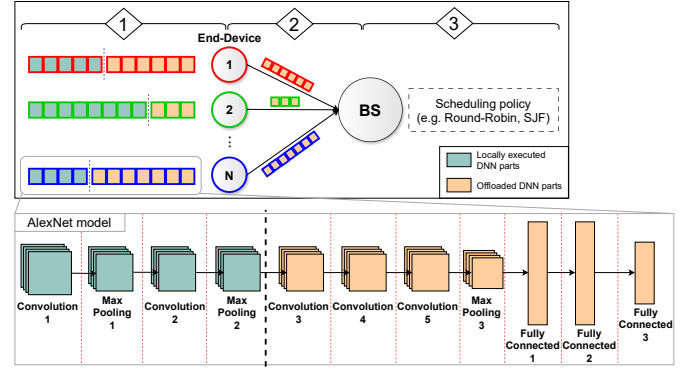 1
2
3
End-Device
1
2
...
N
BS
Scheduling policy
(e.g. Round-Robin, SJF)
Locally executed
DNN parts
Offloaded DNN parts
AlexNet model
Convolution
1
Max
Pooling
1
Convolution
2
Max
Pooling
2
Convolution
3
Convolution
4
Convolution
5
Max
Pooling
3
Fully
Connected
1
Fully
Connected
2
Fully
Connected
3